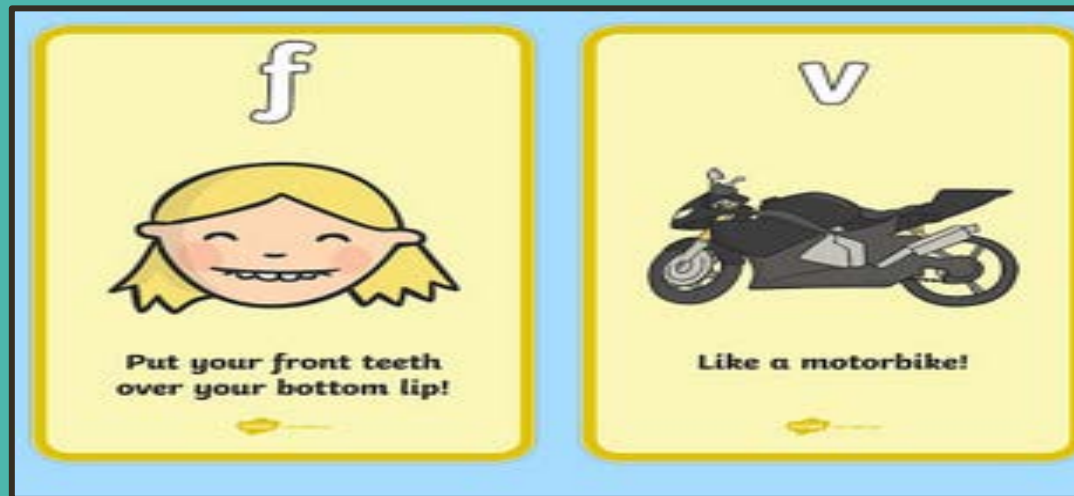 f
Put your front teeth
over your bottom lip!
v
Like a motorbike!